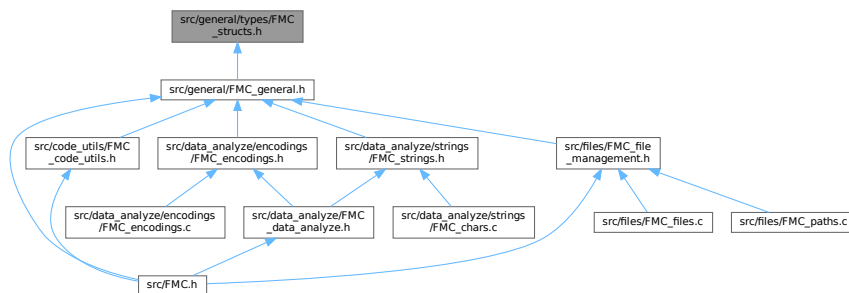 src/general/types/FMC
_structs.h
src/general/FMC_general.h
src/code_utils/FMC
_code_utils.h
src/data_analyze/encodings
/FMC_encodings.h
src/data_analyze/strings
/FMC_strings.h
src/files/FMC_file
_management.h
src/data_analyze/encodings
/FMC_encodings.c
src/data_analyze/FMC
_data_analyze.h
src/data_analyze/strings
/FMC_chars.c
src/files/FMC_files.c
src/files/FMC_paths.c
src/FMC.h